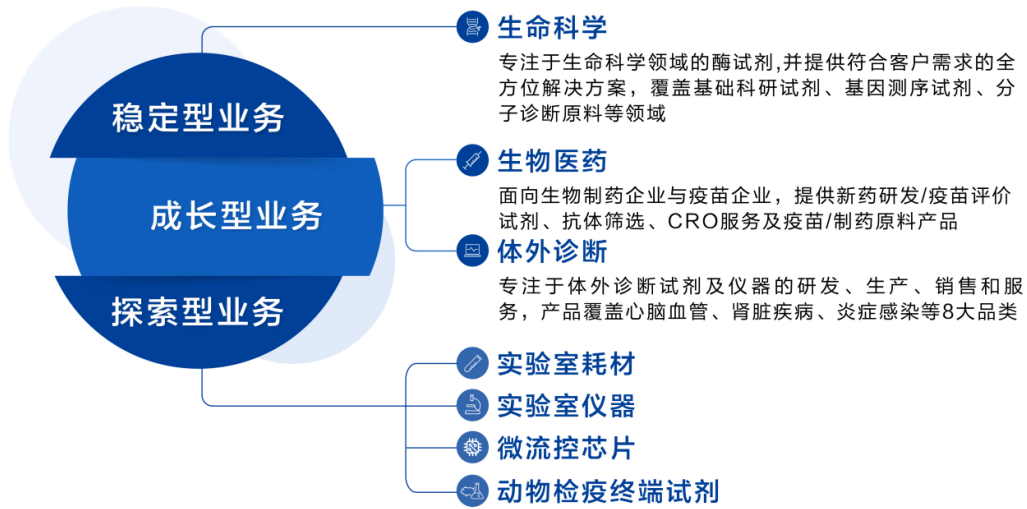 稳定型业务
生命科学
专注于生命科学领域的酶试剂,并提供符合客户需求的全
方位解决方案，覆盖基础科研试剂、基因测序试剂、分
子诊断原料等领域
成长型业务
生物医药
面向生物制药企业与疫苗企业，提供新药研发/疫苗评价
试剂、抗体筛选、CRO服务及疫苗/制药原料产品
体外诊断
专注于体外诊断试剂及仪器的研发、生产、销售和服
务，产品覆盖心脑血管、肾脏疾病、炎症感染等8大品类
探索型业务
实验室耗材
实验室仪器
微流控芯片
动物检疫终端试剂